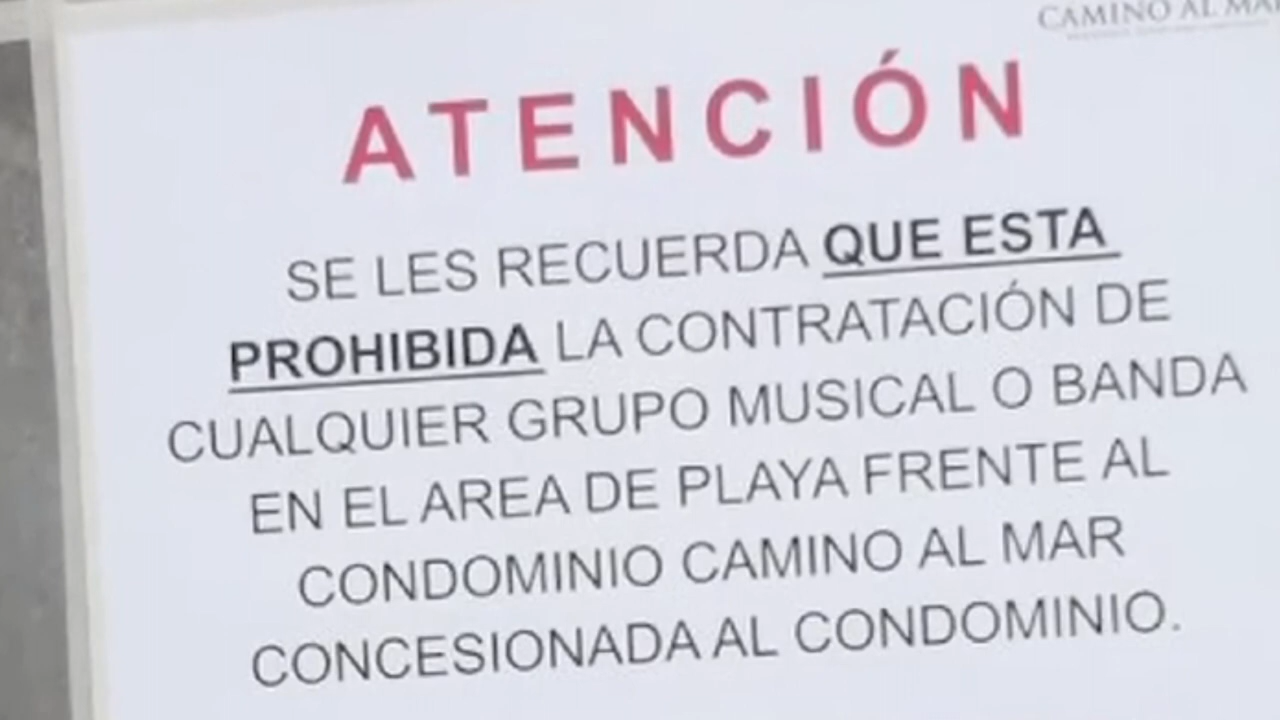 CAMINO AL MAR
ATENCIÓN
SE LES RECUERDA QUE ESTA
PROHIBIDA LA CONTRATACIÓN DE
CUALQUIER GRUPO MUSICAL O BANDA
EN EL AREA DE PLAYA FRENTE AL
CONDOMINIO CAMINO AL MAR
CONCESIONADA AL CONDOMINIO.